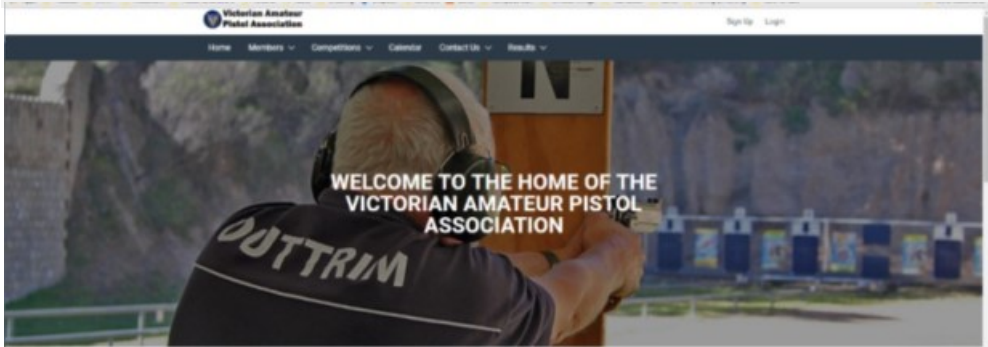 Victorian Amateur
Pistol Association
Sign Up Login
Home Members Competitions Calendar Contact Us Results
N
WELCOME TO THE HOME OF THE
VICTORIAN AMATEUR PISTOL
ASSOCIATION
OUTTRIM